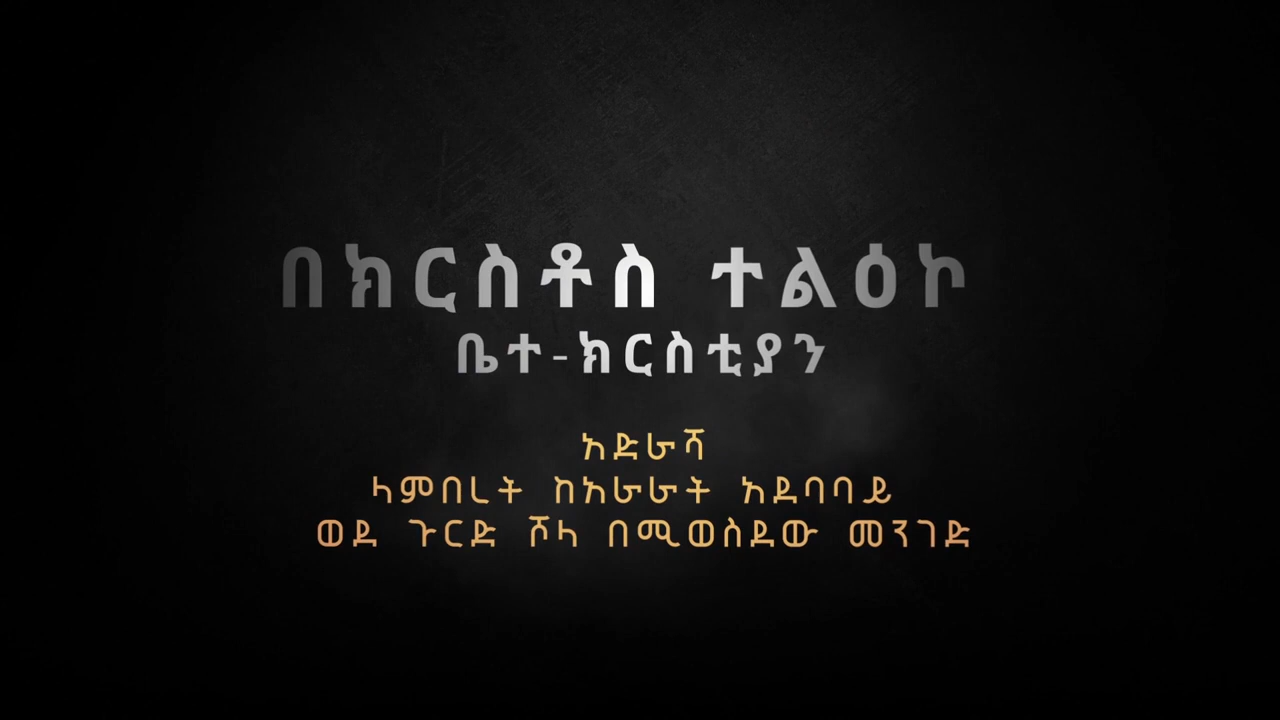 በክርስቶስ ተልዕኮ
ቤተ-ክርስቲያን
አድራሻ
ላምበረት ከአራራት አደባባይ
ወደ ጉርድ ሾላ በሚወስደው መንገድ